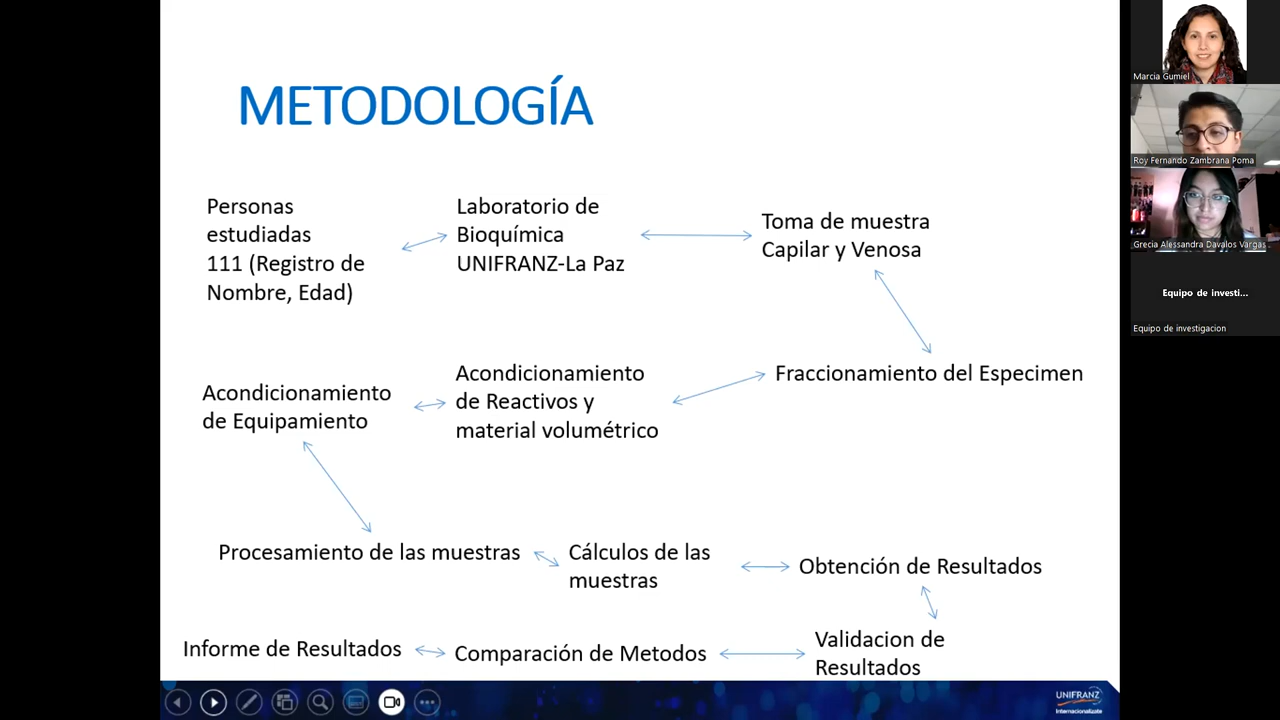 METODOLOGÍA
Personas
estudiadas
111 (Registro de
Nombre, Edad)
Laboratorio de
Bioquímica
UNIFRANZ-La Paz
Toma de muestra
Capilar y Venosa
Fraccionamiento del Especimen
Acondicionamiento
de Reactivos y
material volumétrico
Acondicionamiento
de Equipamiento
Procesamiento de las muestras
Cálculos de las
muestras
Obtención de Resultados
Validacion de
Resultados
Comparación de Metodos
Informe de Resultados
UNIFRANZ
Internacionalízate
Marcia Gumiel
Roy Fernando Zambrana Poma
Grecia Alessandra Davalos Vargas
Equipo de investi...
Equipo de investigacion